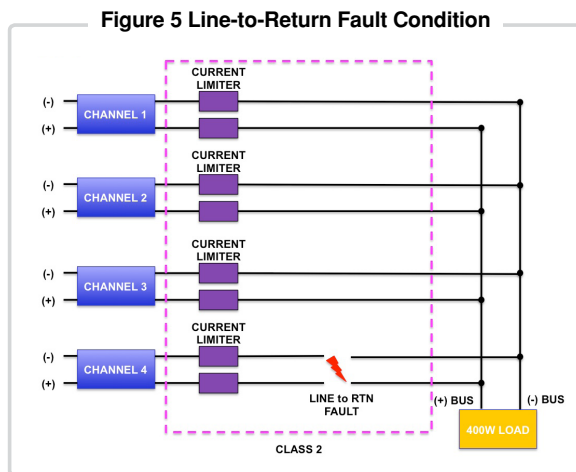 Figure 5 Line-to-Return Fault Condition
CURRENT
LIMITER
(-)
CHANNEL 1
(+)
CURRENT
LIMITER
(-)
CHANNEL 2
(+)
CURRENT
LIMITER
(-)
CHANNEL 3
(+)
CURRENT
LIMITER
(-)
CHANNEL 4
(+)
LINE to RTN
FAULT
(+) BUS
(-) BUS
400W LOAD
CLASS 2